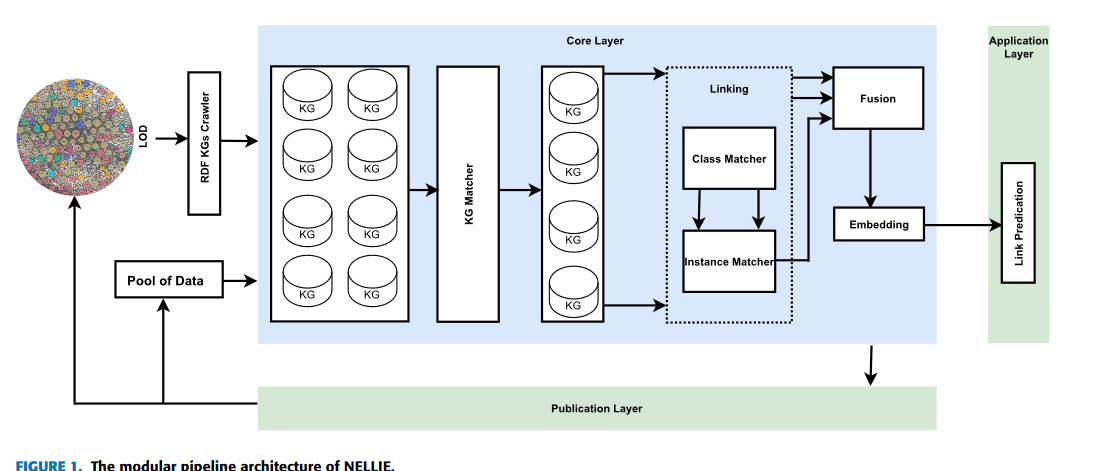 Core Layer
Application
Layer
LOD
RDF KGs Crawler
KG
KG
KG
KG
KG
KG
KG
KG
KG Matcher
KG
KG
KG
KG
Linking
Class Matcher
Instance Matcher
Fusion
Embedding
Link Predication
Pool of Data
Publication Layer
FIGURE 1. The modular pipeline architecture of NELLIE.